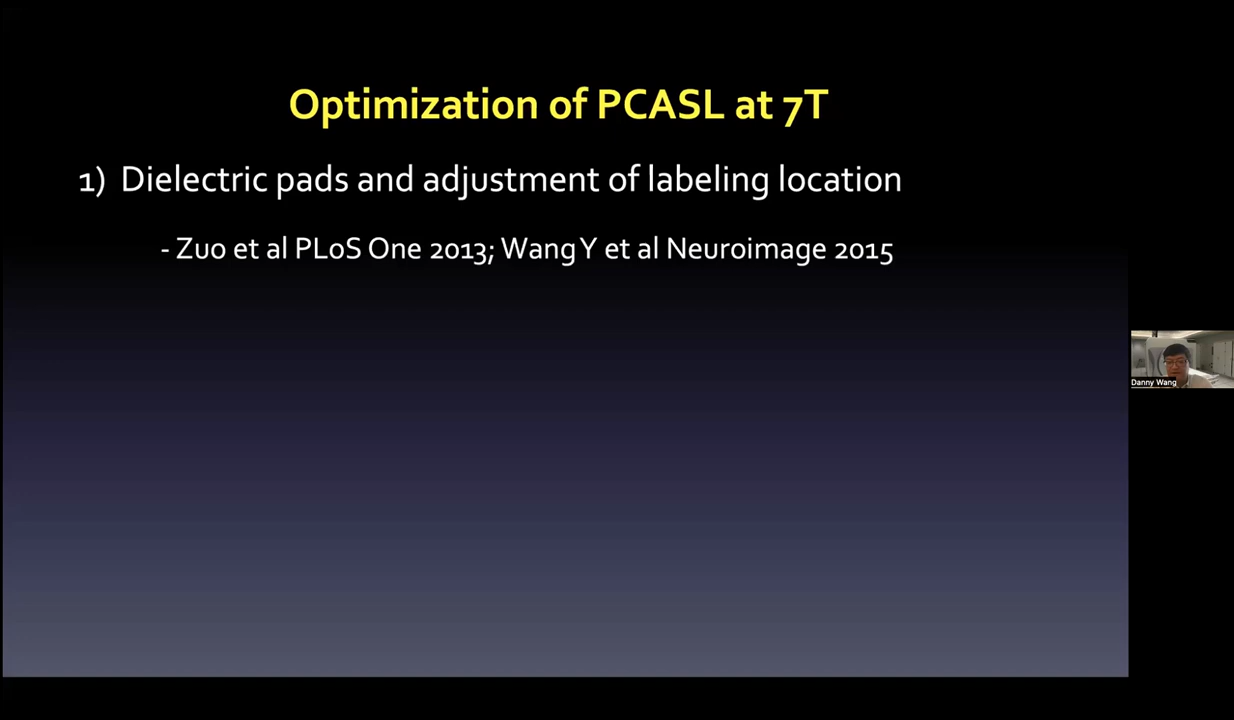 Optimization of PCASL at 7T
1) Dielectric pads and adjustment of labeling location
- Zuo et al PLoS One 2013; Wang Y et al Neuroimage 2015
Danny Wang